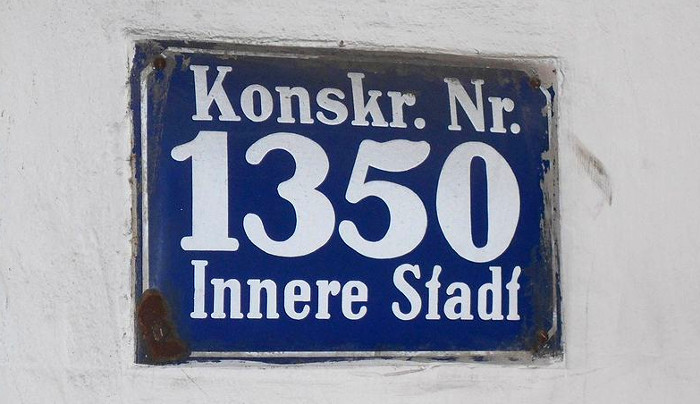 Konskr. Nr.
1350
Innere Stadt